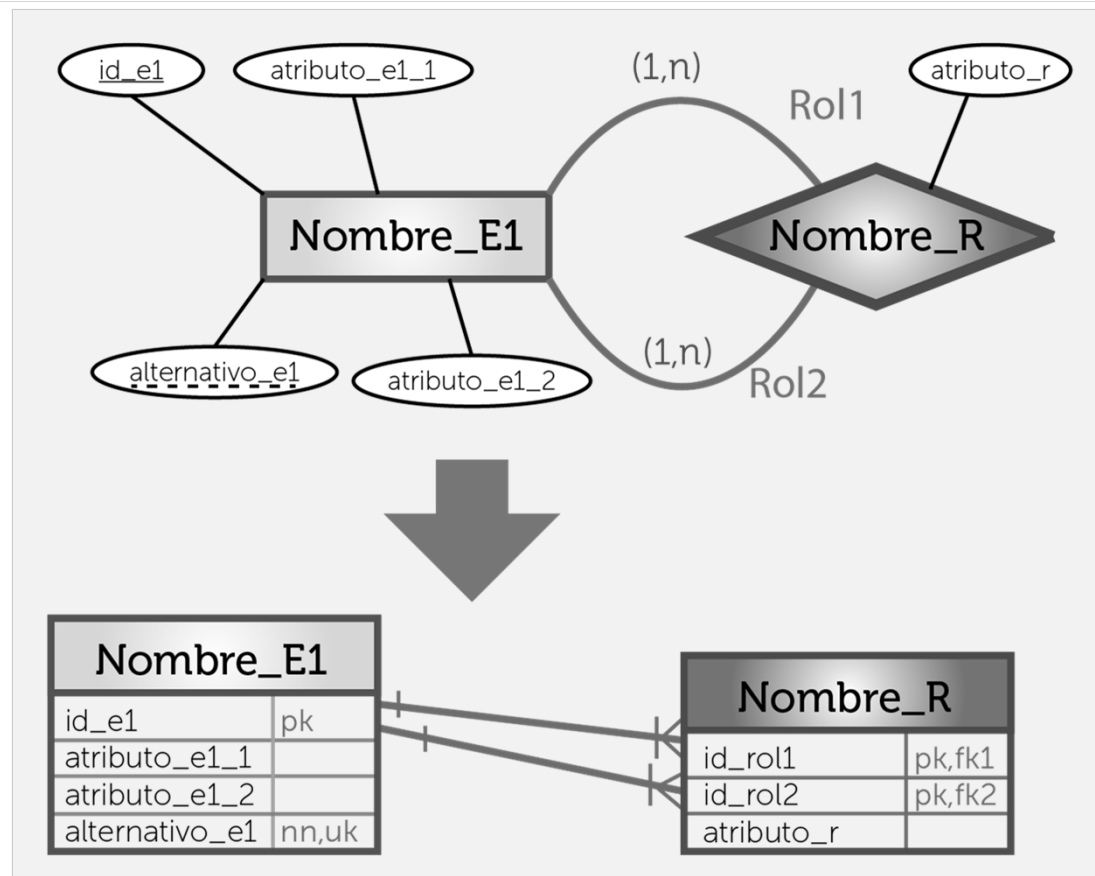 id_e1
atributo_e1_1
(1,n)
Rol1
atributo_r
Nombre_E1
Nombre_R
alternativo_e1
atributo_e1_2
(1,n)
Rol2
Nombre_E1
id_e1 pk
atributo_e1_1
atributo_e1_2
alternativo_e1 nn,uk
Nombre_R
id_rol1 pk,fk1
id_rol2 pk,fk2
atributo_r